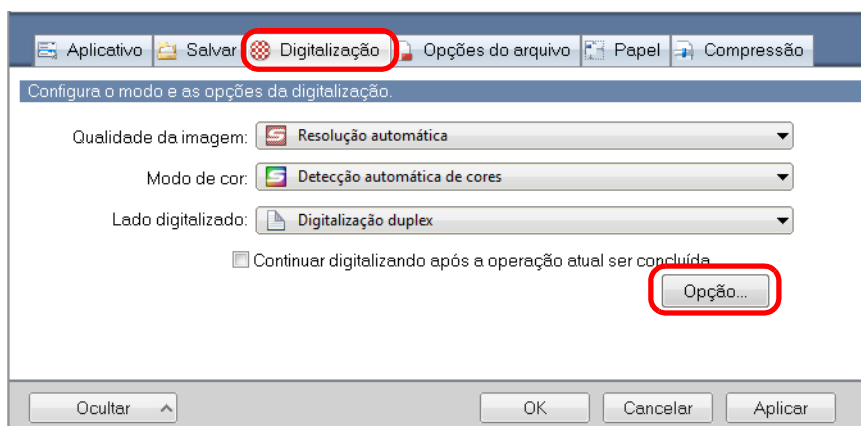 Aplicativo Salvar Digitalização Opções do arquivo Papel Compressão
Configura o modo e as opções da digitalização.
Qualidade da imagem: Resolução automática
Modo de cor: Detecção automática de cores
Lado digitalizado: Digitalização duplex
Continuar digitalizando após a operação atual ser concluída
Opção...
Ocultar OK Cancelar Aplicar